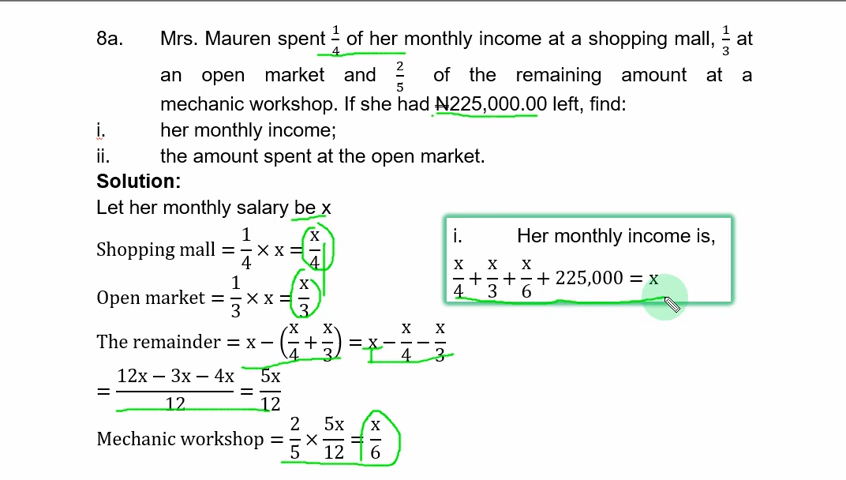 8a. Mrs. Mauren spent 1/4 of her monthly income at a shopping mall, 1/3 at
an open market and 2/5 of the remaining amount at a
mechanic workshop. If she had ₦225,000.00 left, find:
i. her monthly income;
ii. the amount spent at the open market.
Solution:
Let her monthly salary be x
Shopping mall = 1/4 × x = x/4
Open market = 1/3 × x = x/3
The remainder = x − (x/4 + x/3) = x − x/4 − x/3
= (12x − 3x − 4x)/12 = 5x/12
Mechanic workshop = 2/5 × 5x/12 = x/6
i. Her monthly income is,
x/4 + x/3 + x/6 + 225,000 = x